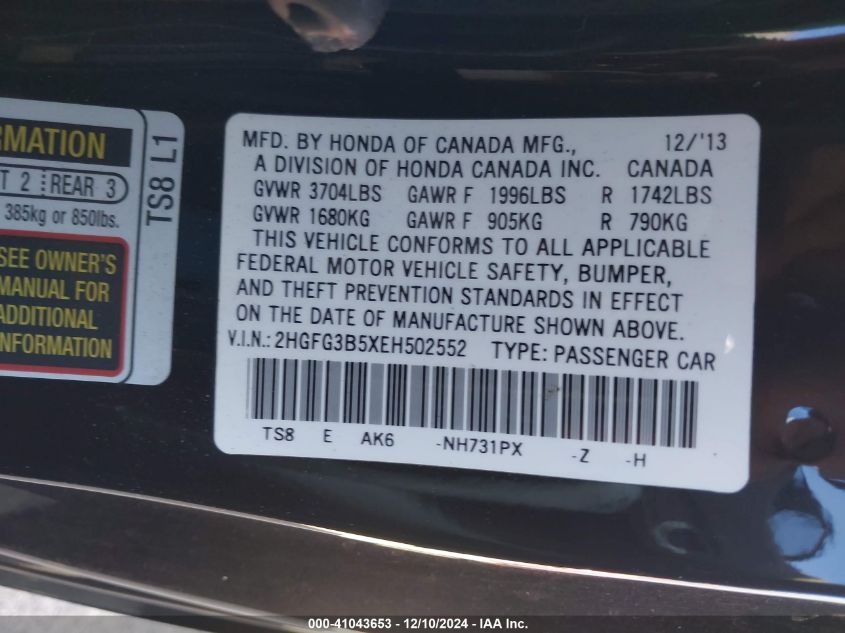 RMATION
T 2 REAR 3
385kg or 850lbs.
SEE OWNER'S
MANUAL FOR
ADDITIONAL
INFORMATION
TS8 L1
MFD. BY HONDA OF CANADA MFG., 12/'13
A DIVISION OF HONDA CANADA INC. CANADA
GVWR 3704LBS GAWR F 1996LBS R 1742LBS
GVWR 1680KG GAWR F 905KG R 790KG
THIS VEHICLE CONFORMS TO ALL APPLICABLE
FEDERAL MOTOR VEHICLE SAFETY, BUMPER,
AND THEFT PREVENTION STANDARDS IN EFFECT
ON THE DATE OF MANUFACTURE SHOWN ABOVE.
V.I.N.: 2HGFG3B5XEH502552 TYPE: PASSENGER CAR
TS8 E AK6 -NH731PX -Z -H
000-41043653 - 12/10/2024 - IAA Inc.